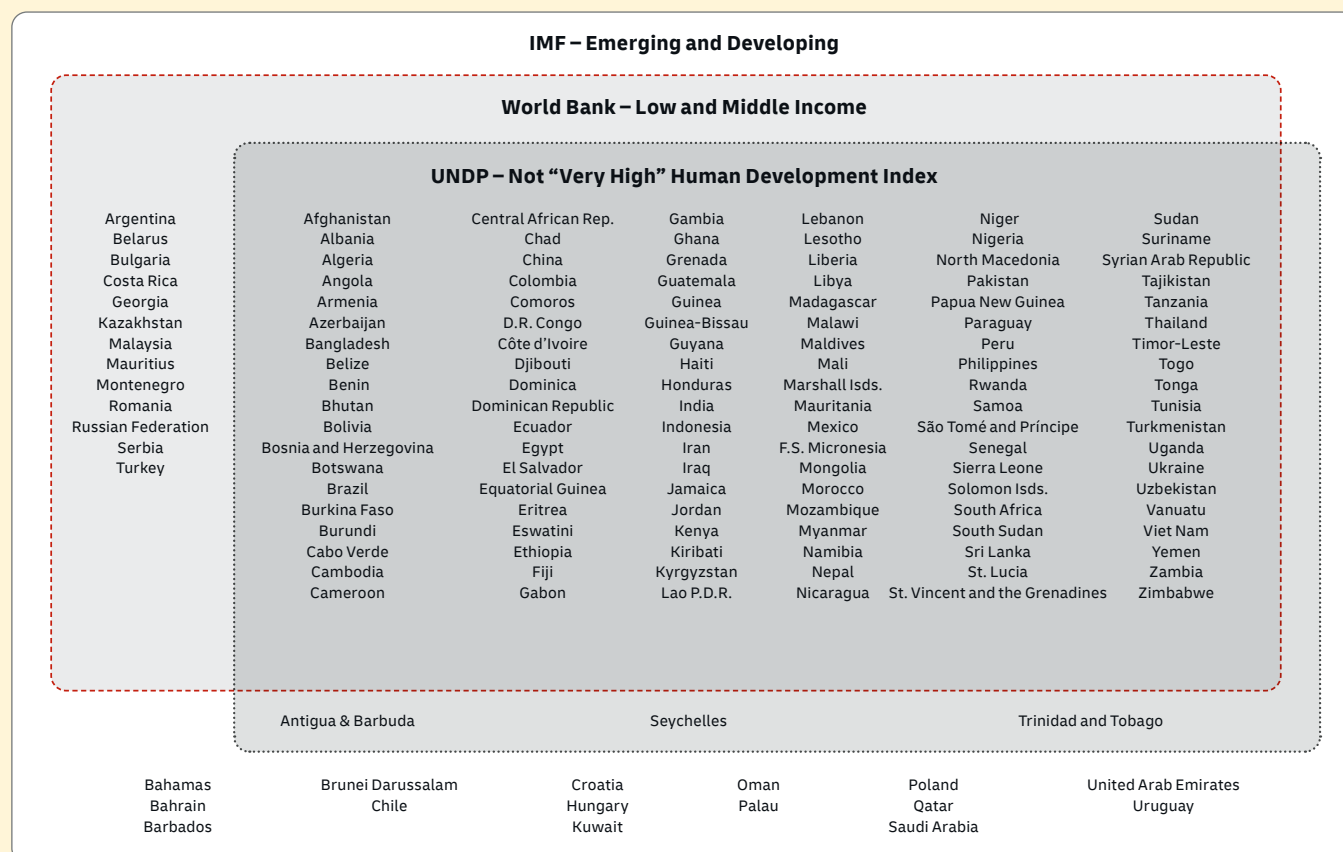 IMF – Emerging and Developing
World Bank – Low and Middle Income
UNDP – Not “Very High” Human Development Index
Argentina
Belarus
Bulgaria
Costa Rica
Georgia
Kazakhstan
Malaysia
Mauritius
Montenegro
Romania
Russian Federation
Serbia
Turkey
Afghanistan
Albania
Algeria
Angola
Armenia
Azerbaijan
Bangladesh
Belize
Benin
Bhutan
Bolivia
Bosnia and Herzegovina
Botswana
Brazil
Burkina Faso
Burundi
Cabo Verde
Cambodia
Cameroon
Central African Rep.
Chad
China
Colombia
Comoros
D.R. Congo
Côte d’Ivoire
Djibouti
Dominica
Dominican Republic
Ecuador
Egypt
El Salvador
Equatorial Guinea
Eritrea
Eswatini
Ethiopia
Fiji
Gabon
Gambia
Ghana
Grenada
Guatemala
Guinea
Guinea-Bissau
Guyana
Haiti
Honduras
India
Indonesia
Iran
Iraq
Jamaica
Jordan
Kenya
Kiribati
Kyrgyzstan
Lao P.D.R.
Lebanon
Lesotho
Liberia
Libya
Madagascar
Malawi
Maldives
Mali
Marshall Isds.
Mauritania
Mexico
F.S. Micronesia
Mongolia
Morocco
Mozambique
Myanmar
Namibia
Nepal
Nicaragua
Niger
Nigeria
North Macedonia
Pakistan
Papua New Guinea
Paraguay
Peru
Philippines
Rwanda
Samoa
São Tomé and Príncipe
Senegal
Sierra Leone
Solomon Isds.
South Africa
South Sudan
Sri Lanka
St. Lucia
St. Vincent and the Grenadines
Sudan
Suriname
Syrian Arab Republic
Tajikistan
Tanzania
Thailand
Timor-Leste
Togo
Tonga
Tunisia
Turkmenistan
Uganda
Ukraine
Uzbekistan
Vanuatu
Viet Nam
Yemen
Zambia
Zimbabwe
Antigua & Barbuda
Seychelles
Trinidad and Tobago
Bahamas
Bahrain
Barbados
Brunei Darussalam
Chile
Croatia
Hungary
Kuwait
Oman
Palau
Poland
Qatar
Saudi Arabia
United Arab Emirates
Uruguay